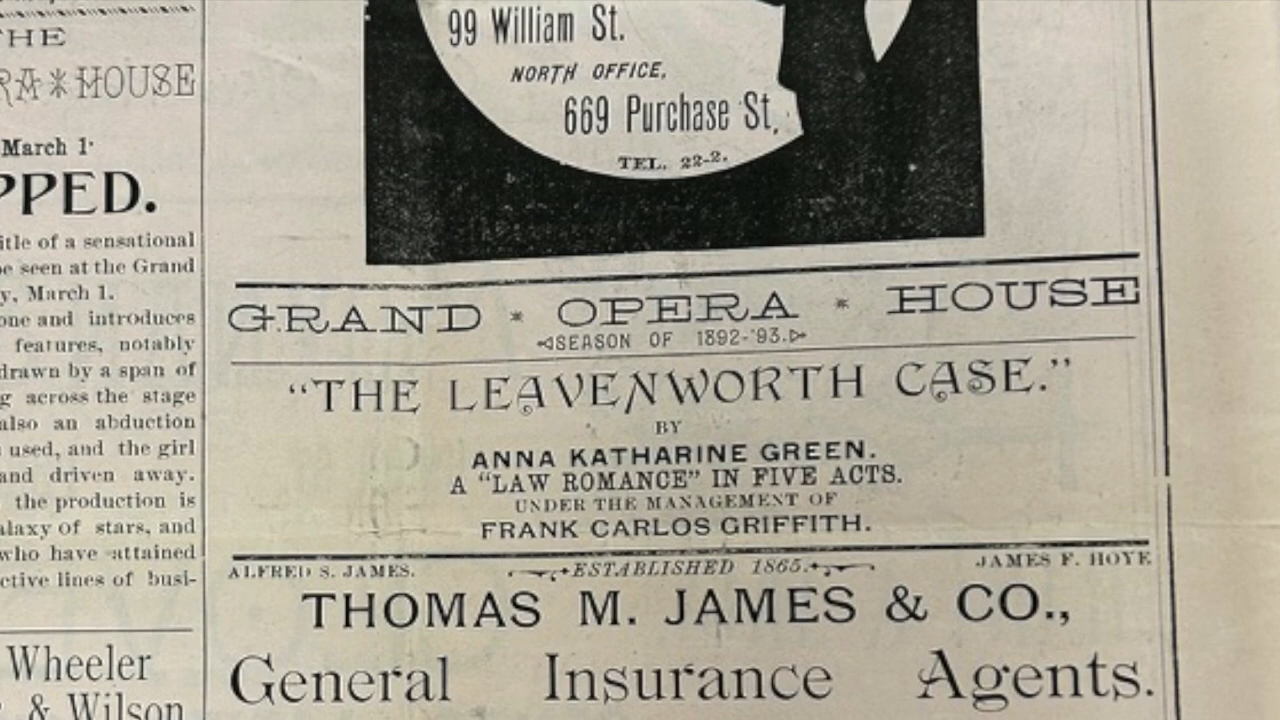 THE
RA * HOUSE
March 1
PPED.
itle of a sensational
be seen at the Grand
y, March 1.
one and introduces
features, notably
drawn by a span of
g across the stage
also an abduction
used, and the girl
and driven away.
the production is
alaxy of stars, and
who have attained
ctive lines of busi-
Wheeler
& Wilson
99 William St.
NORTH OFFICE,
669 Purchase St,
TEL. 22-2.
GRAND * OPERA * HOUSE
SEASON OF 1892-'93.
"THE LEAVENWORTH CASE."
BY
ANNA KATHARINE GREEN.
A "LAW ROMANCE" IN FIVE ACTS.
UNDER THE MANAGEMENT OF
FRANK CARLOS GRIFFITH.
ALFRED S. JAMES. ESTABLISHED 1865. JAMES F. HOYE
THOMAS M. JAMES & CO.,
General Insurance Agents.